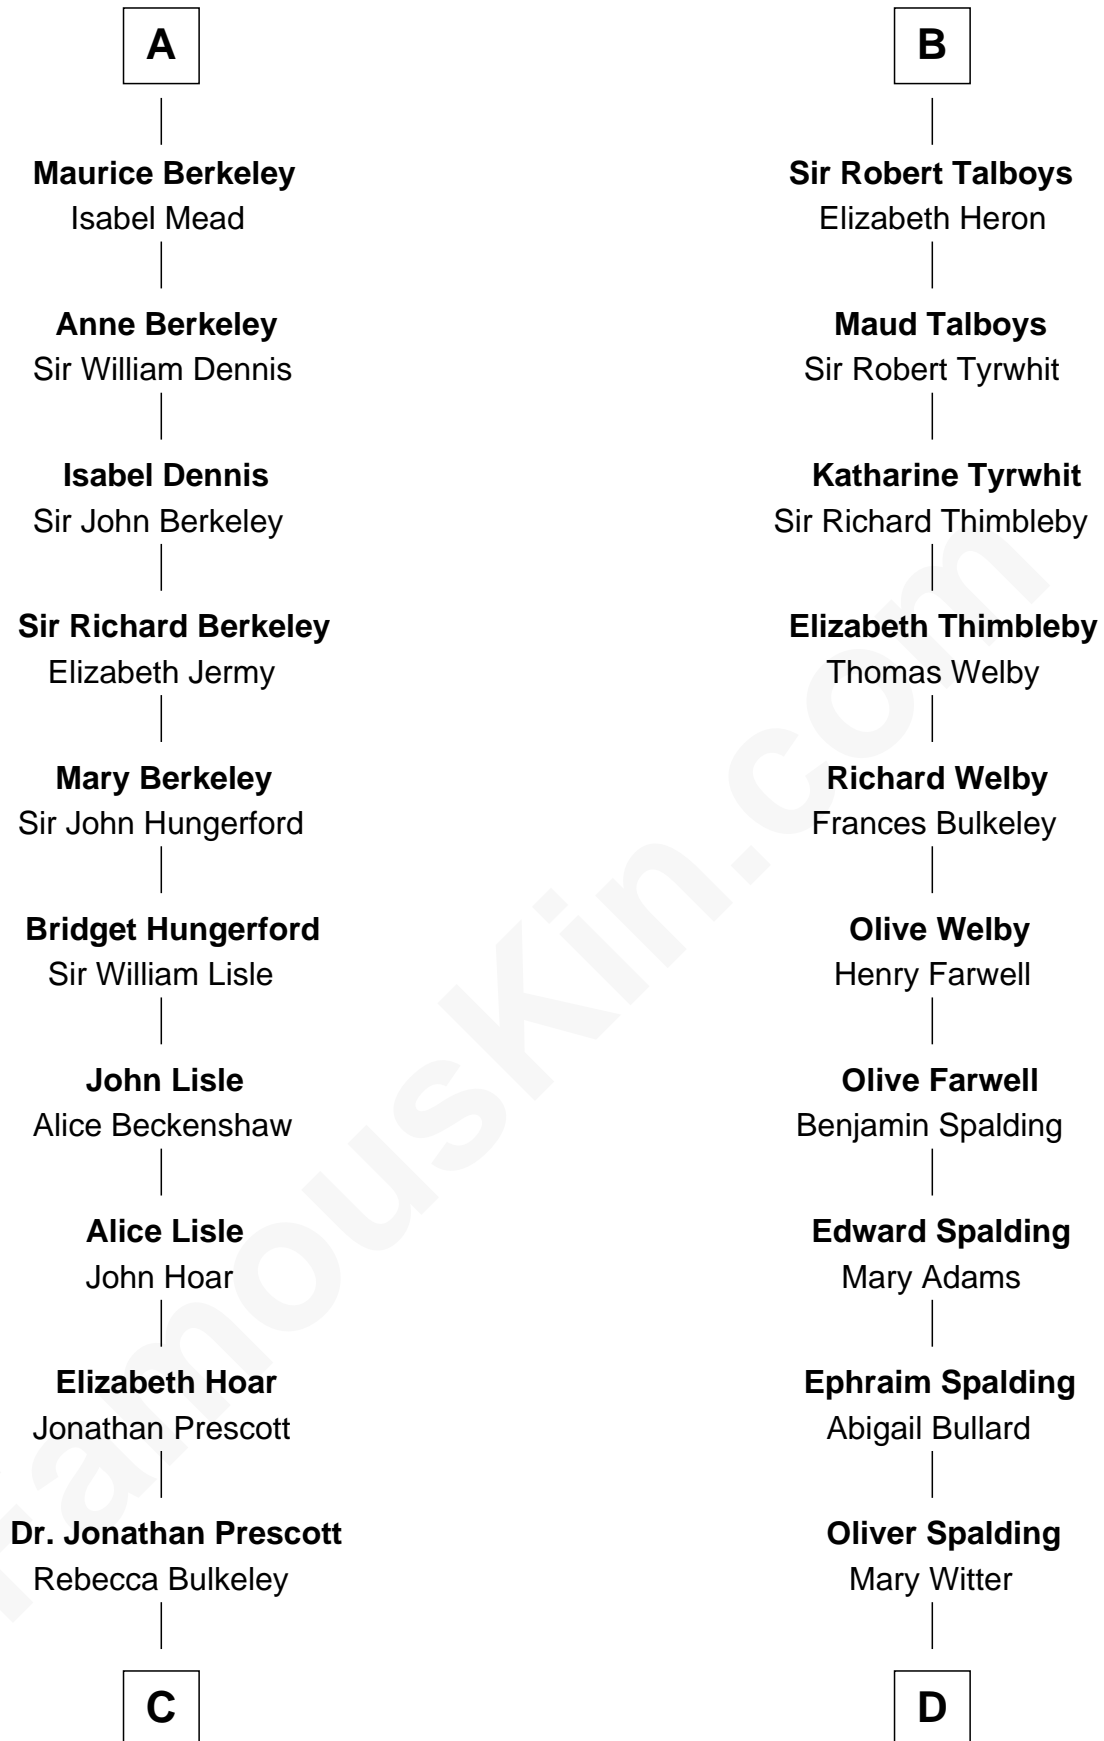 A
Maurice Berkeley
Isabel Mead
Anne Berkeley
Sir William Dennis
Isabel Dennis
Sir John Berkeley
Sir Richard Berkeley
Elizabeth Jermy
Mary Berkeley
Sir John Hungerford
Bridget Hungerford
Sir William Lisle
John Lisle
Alice Beckenshaw
Alice Lisle
John Hoar
Elizabeth Hoar
Jonathan Prescott
Dr. Jonathan Prescott
Rebecca Bulkeley
C
B
Sir Robert Talboys
Elizabeth Heron
Maud Talboys
Sir Robert Tyrwhit
Katharine Tyrwhit
Sir Richard Thimbleby
Elizabeth Thimbleby
Thomas Welby
Richard Welby
Frances Bulkeley
Olive Welby
Henry Farwell
Olive Farwell
Benjamin Spalding
Edward Spalding
Mary Adams
Ephraim Spalding
Abigail Bullard
Oliver Spalding
Mary Witter
D
FamousKin.com